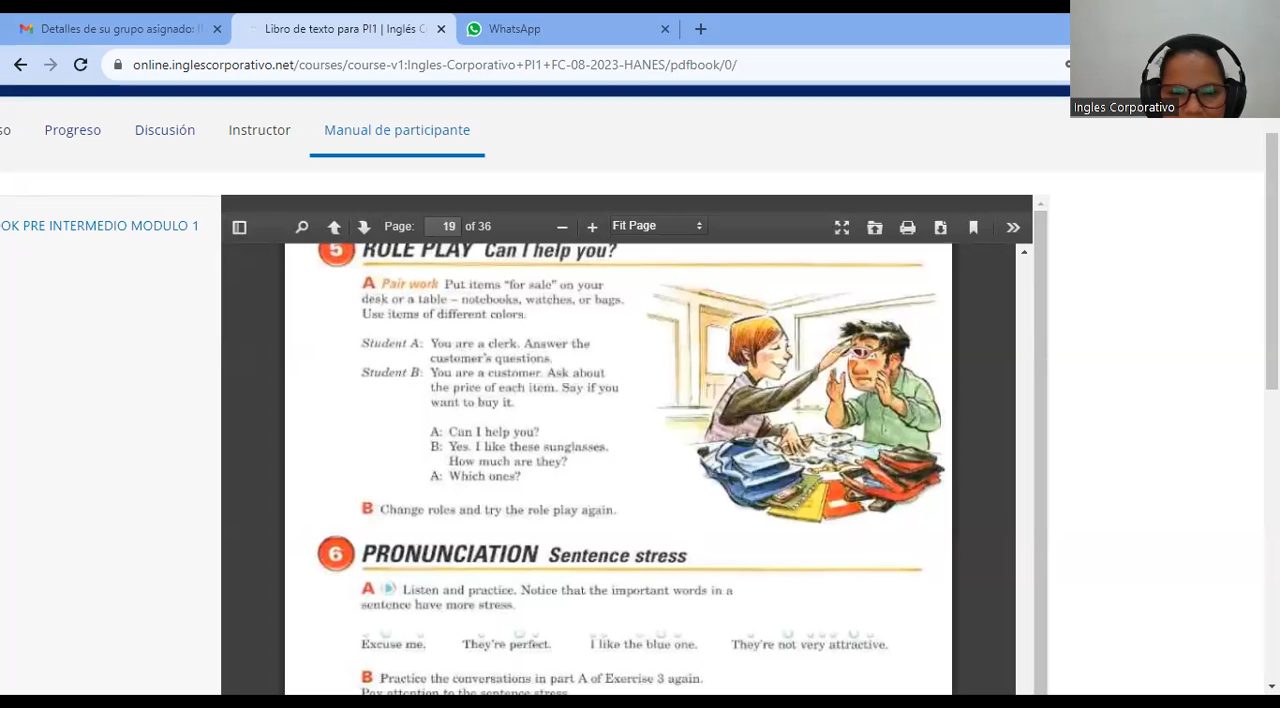 Detalles de su grupo asignado: I
Libro de texto para PI1 | Inglés C
WhatsApp
online.inglescorporativo.net/courses/course-v1:Ingles-Corporativo+PI1+FC-08-2023-HANES/pdfbook/0/
Ingles Corporativo
so
Progreso
Discusión
Instructor
Manual de participante
OK PRE INTERMEDIO MODULO 1
Page: 19 of 36
Fit Page
5 ROLE PLAY Can I help you?
A Pair work Put items "for sale" on your
desk or a table – notebooks, watches, or bags.
Use items of different colors.
Student A: You are a clerk. Answer the
customer's questions.
Student B: You are a customer. Ask about
the price of each item. Say if you
want to buy it.
A: Can I help you?
B: Yes. I like these sunglasses.
How much are they?
A: Which ones?
B Change roles and try the role play again.
6 PRONUNCIATION Sentence stress
A Listen and practice. Notice that the important words in a
sentence have more stress.
Excuse me. They're perfect. I like the blue one. They're not very attractive.
B Practice the conversations in part A of Exercise 3 again.
Pay attention to the sentence stress.